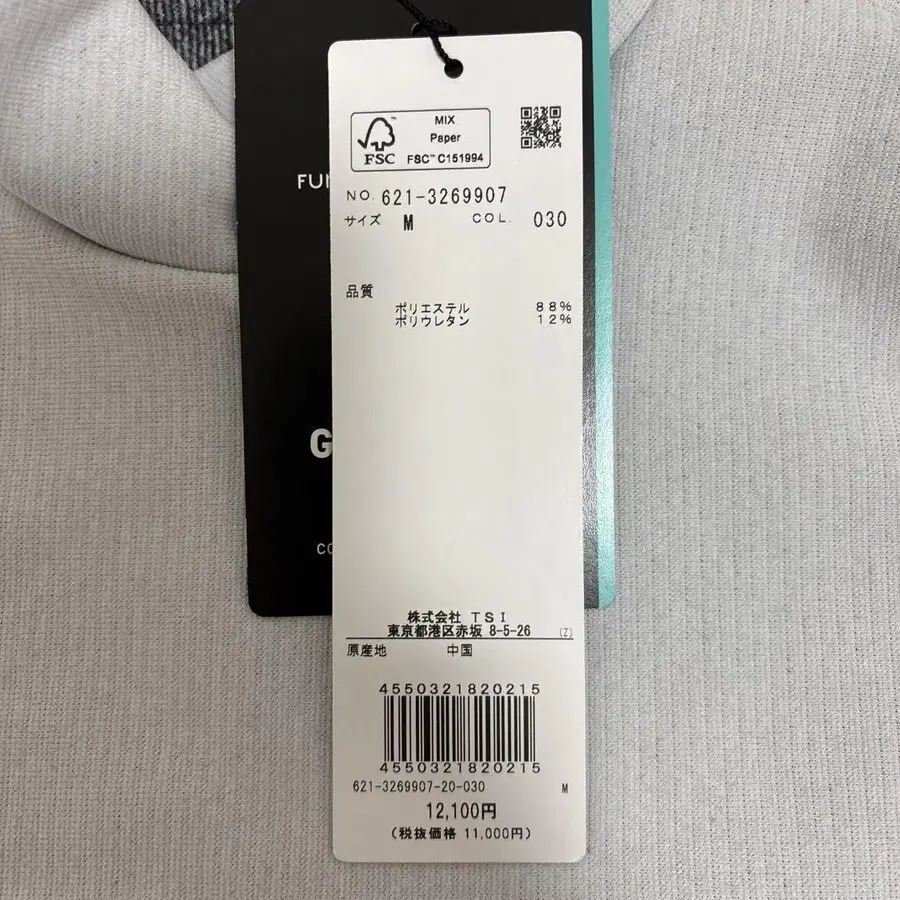 MIX
Paper
FSC™ C151994
FSC
NO. 621-3269907
サイズ M COL. 030
品質
ポリエステル 88%
ポリウレタン 12%
株式会社 TSI
東京都港区赤坂 8-5-26 (Z)
原産地 中国
4550321820215
4550321820215
621-3269907-20-030 M
12,100円
(税抜価格 11,000円)